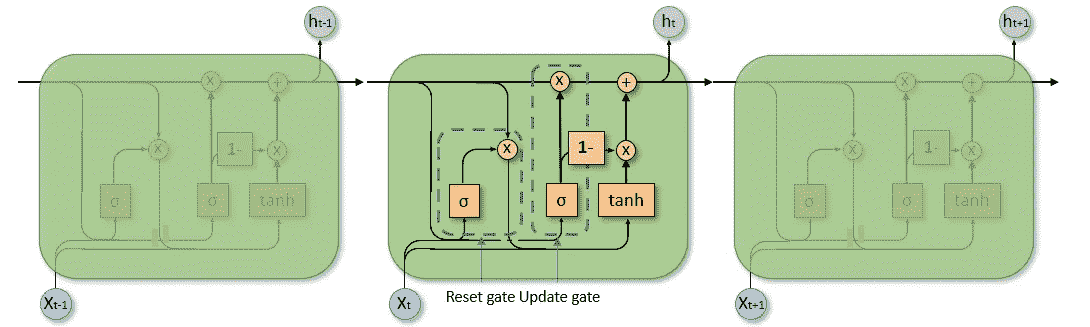 h_{t-1} h_t h_{t+1}
X X +
X X + 
X X +
X 1- X
X 1- X
X 1- X
σ σ tanh
σ σ tanh
σ σ tanh
X_{t-1} X_t X_{t+1}
Reset gate Update gate